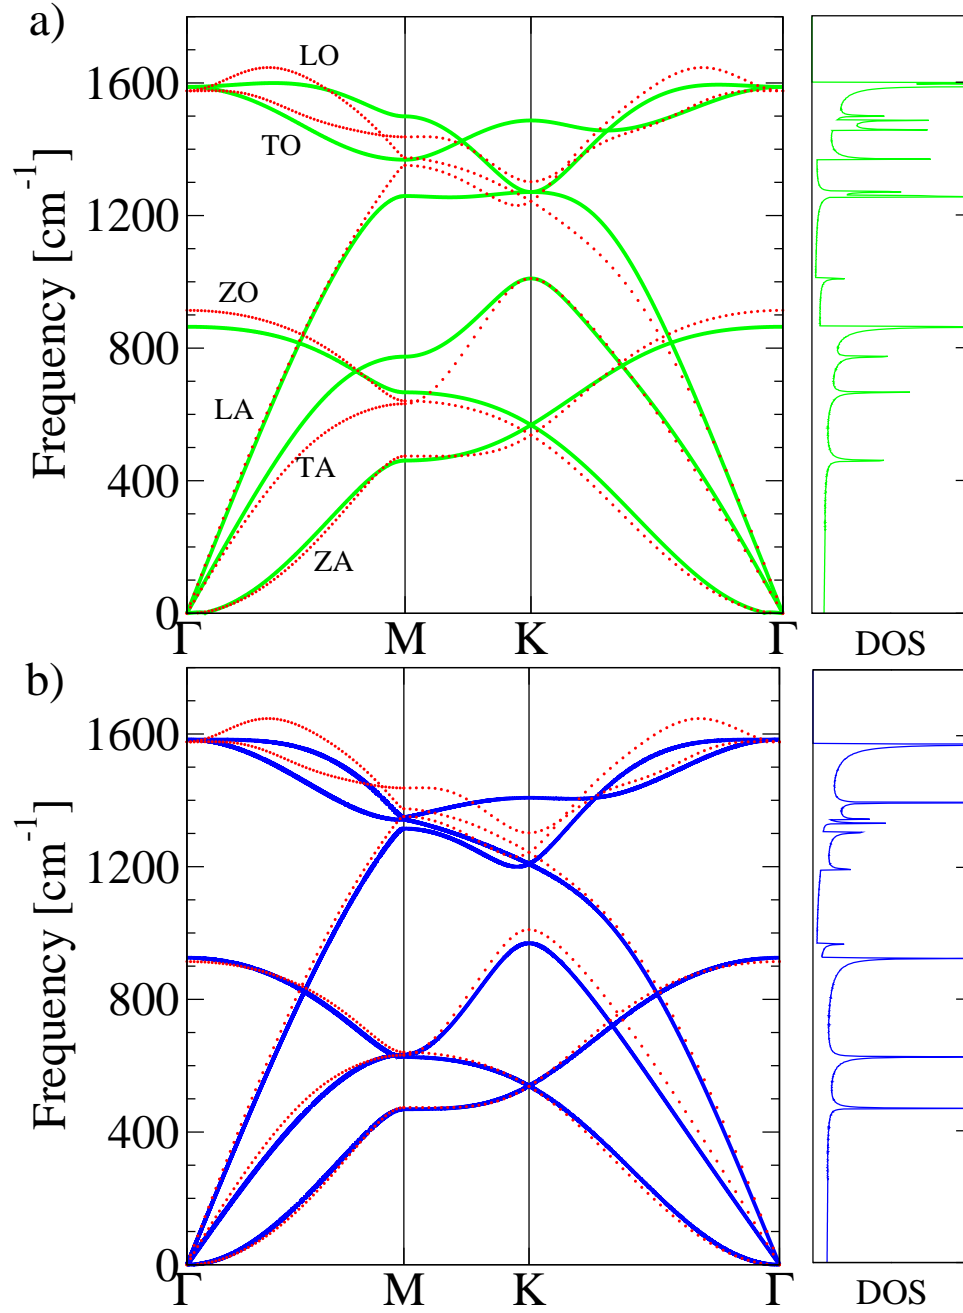 a)
Frequency [cm⁻¹]
1600
1200
800
400
0
LO
TO
ZO
LA
TA
ZA
Γ M K Γ
DOS
b)
Frequency [cm⁻¹]
1600
1200
800
400
0
Γ M K Γ
DOS